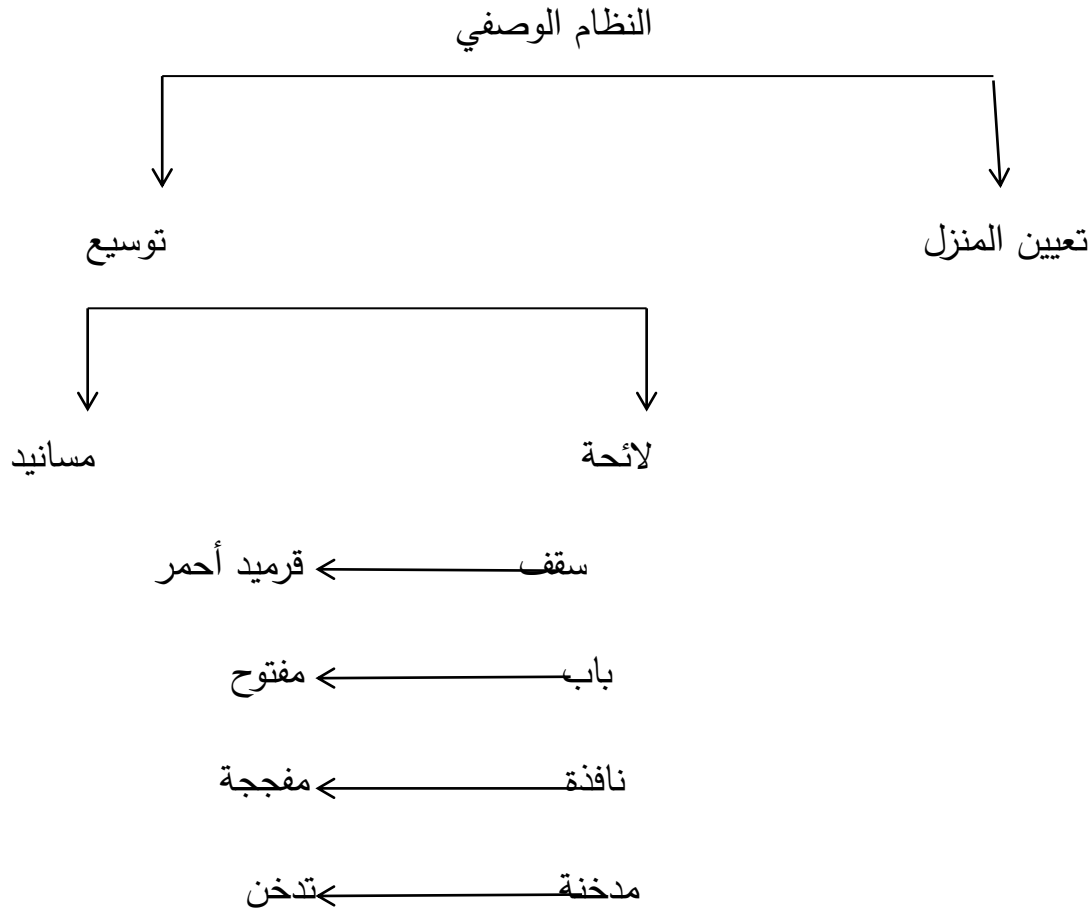 النظام الوصفي
تعيين المنزل توسيع
لائحة مسانيد
سقف قرميد أحمر
باب مفتوح
نافذة مفججة
مدخنة تدخن